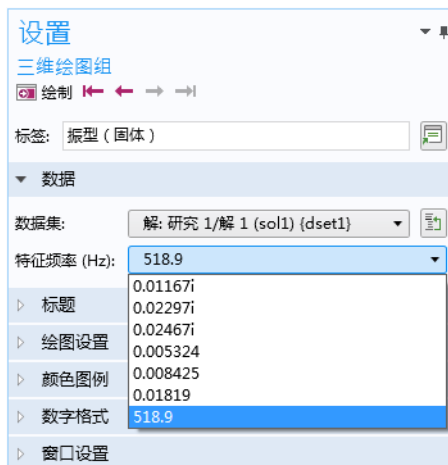 设置
三维绘图组
绘制
标签: 振型（固体）
数据
数据集: 解: 研究 1/解 1 (sol1) {dset1}
特征频率 (Hz): 518.9
0.01167i
0.02297i
0.02467i
0.005324
0.008425
0.01819
518.9
标题
绘图设置
颜色图例
数字格式
窗口设置